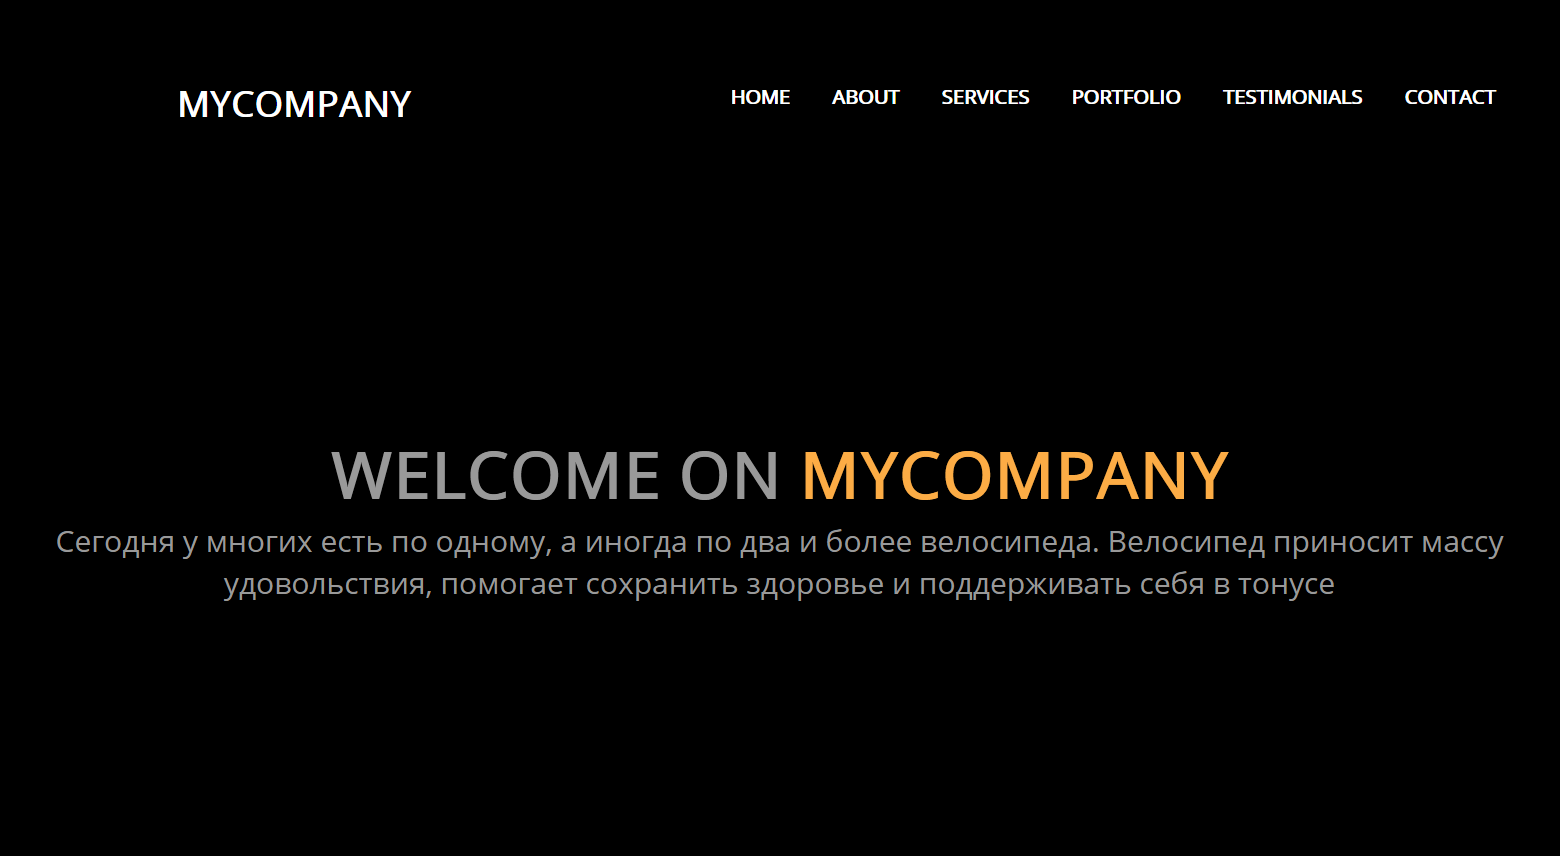 MYCOMPANY
HOME ABOUT SERVICES PORTFOLIO TESTIMONIALS CONTACT
WELCOME ON MYCOMPANY
Сегодня у многих есть по одному, а иногда по два и более велосипеда. Велосипед приносит массу
удовольствия, помогает сохранить здоровье и поддерживать себя в тонусе